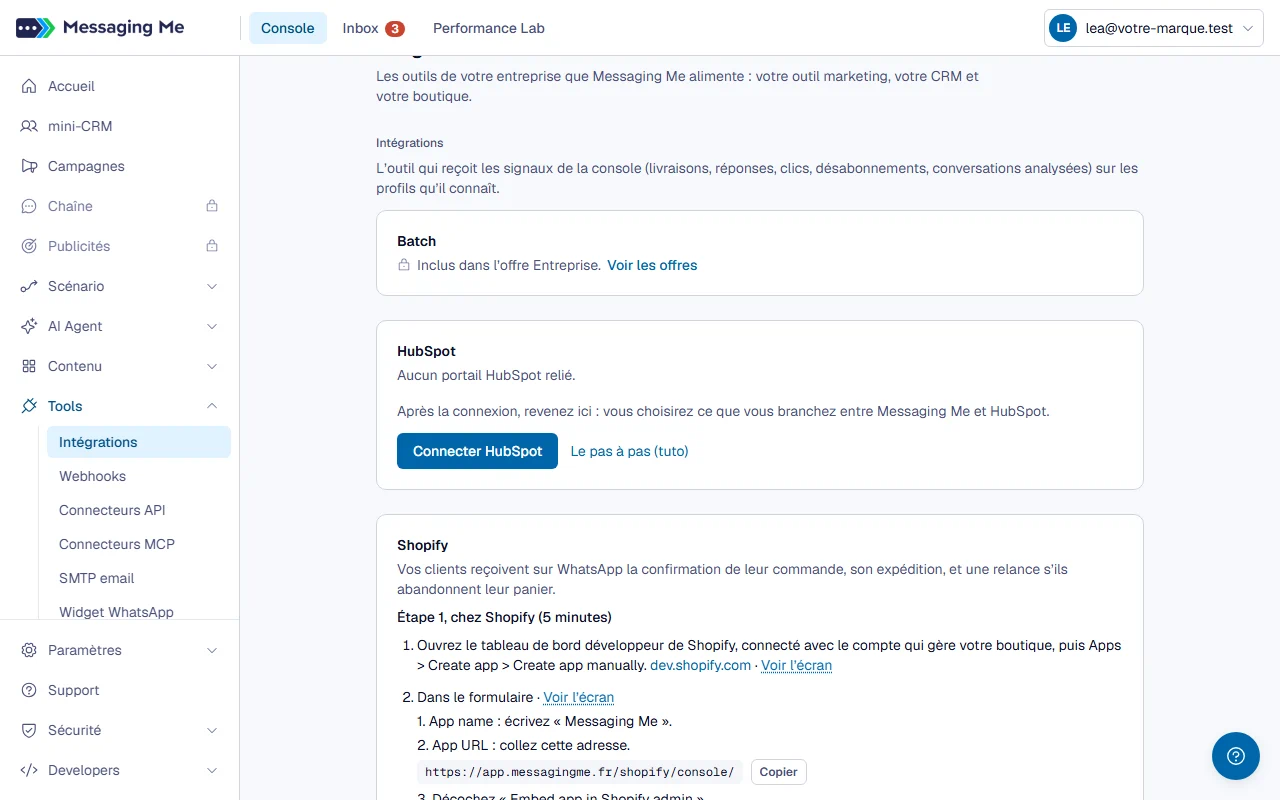 Messaging Me
Console
Inbox 3
Performance Lab
LE lea@votre-marque.test
Accueil
mini-CRM
Campagnes
Chaîne
Publicités
Scénario
AI Agent
Contenu
Tools
Intégrations
Webhooks
Connecteurs API
Connecteurs MCP
SMTP email
Widget WhatsApp
Paramètres
Support
Sécurité
Developers
Les outils de votre entreprise que Messaging Me alimente : votre outil marketing, votre CRM et
votre boutique.
Intégrations
L'outil qui reçoit les signaux de la console (livraisons, réponses, clics, désabonnements, conversations analysées) sur les
profils qu'il connaît.
Batch
Inclus dans l'offre Entreprise. Voir les offres
HubSpot
Aucun portail HubSpot relié.
Après la connexion, revenez ici : vous choisirez ce que vous branchez entre Messaging Me et HubSpot.
Connecter HubSpot Le pas à pas (tuto)
Shopify
Vos clients reçoivent sur WhatsApp la confirmation de leur commande, son expédition, et une relance s'ils
abandonnent leur panier.
Étape 1, chez Shopify (5 minutes)
1. Ouvrez le tableau de bord développeur de Shopify, connecté avec le compte qui gère votre boutique, puis Apps
> Create app > Create app manually. dev.shopify.com · Voir l'écran
2. Dans le formulaire · Voir l'écran
1. App name : écrivez « Messaging Me ».
2. App URL : collez cette adresse.
https://app.messagingme.fr/shopify/console/ Copier
3. Décochez « Embed app in Shopify admin ».